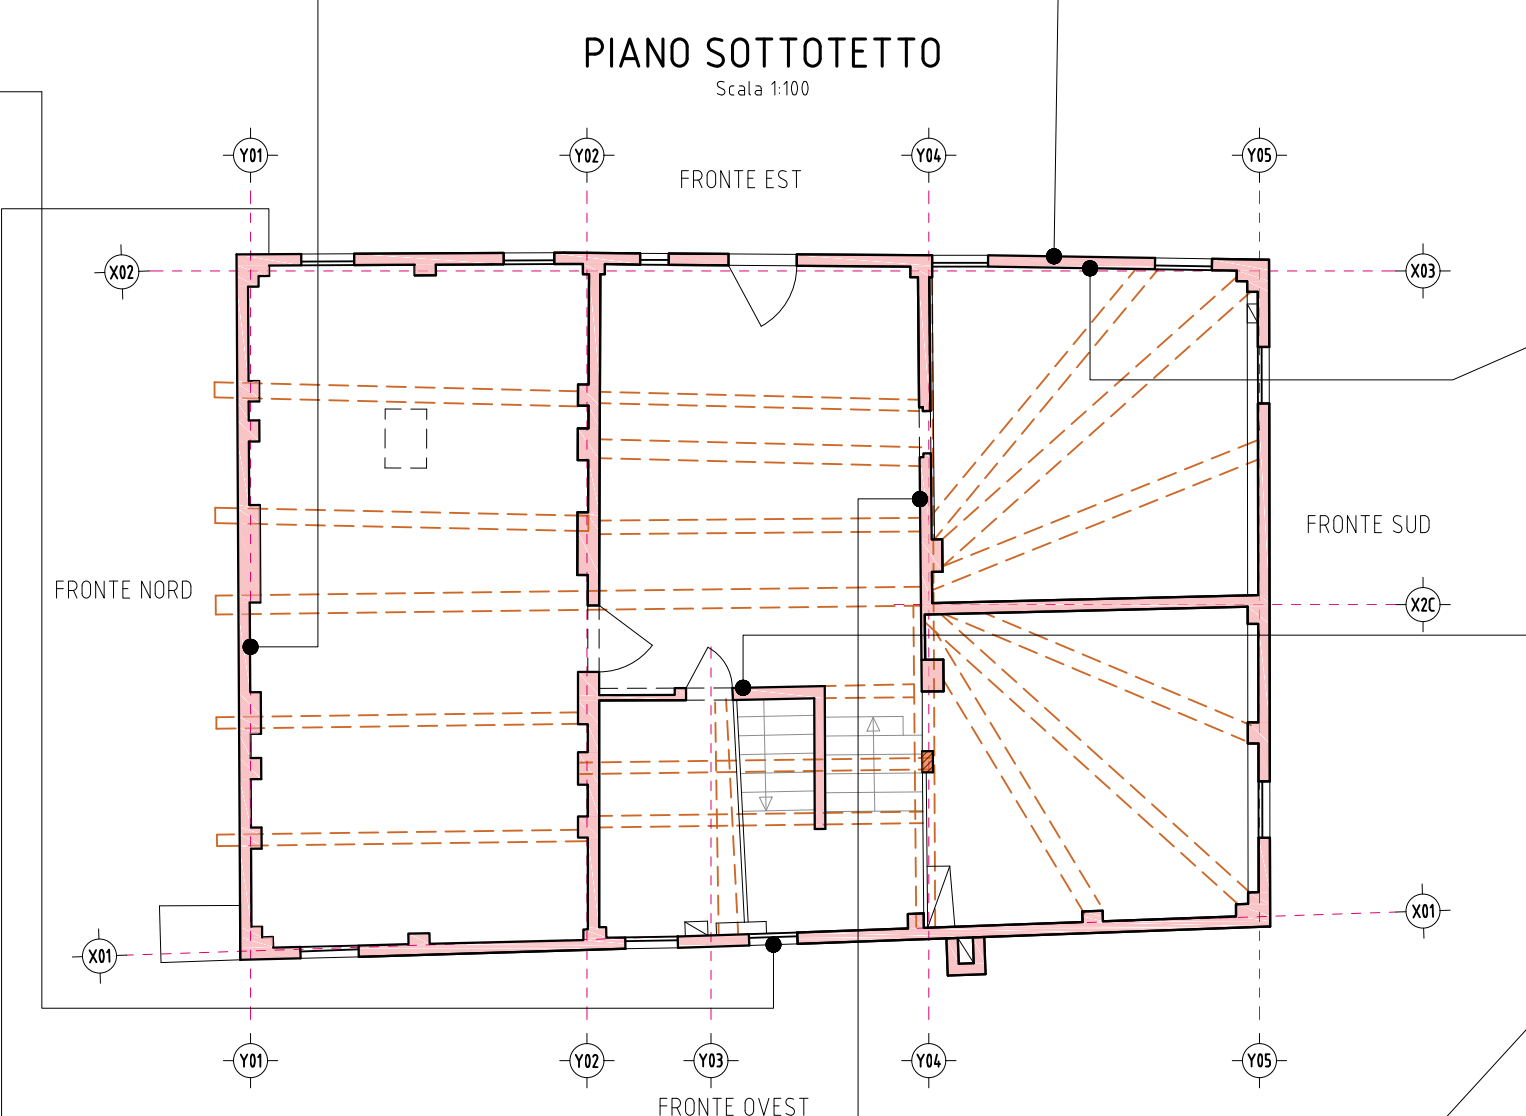 PIANO SOTTOTETTO
Scala 1:100
Y01
Y02
Y04
Y05
FRONTE EST
X02
X03
FRONTE SUD
FRONTE NORD
X2C
X01
X01
Y01
Y02
Y03
Y04
Y05
FRONTE OVEST